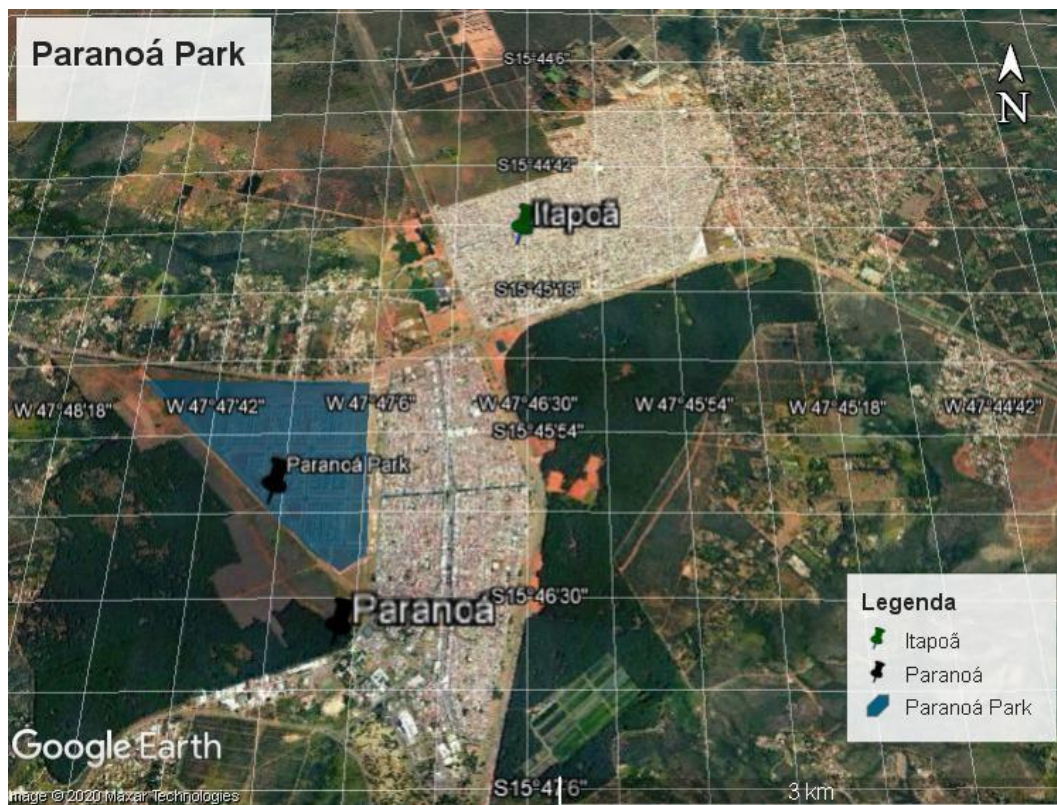 Paranoá Park
N
S15°44'6"
S15°44'42"
Itapoã
S15°45'18"
W 47°48'18"
W 47°47'42"
W 47°47'6"
W 47°46'30"
W 47°45'54"
W 47°45'18"
W 47°44'42"
S15°45'54"
Paranoá Park
S15°46'30"
Paranoá
Legenda
Itapoã
Paranoá
Paranoá Park
Google Earth
S15°47'6"
3 km
mage © 2020 Maxar Technologies